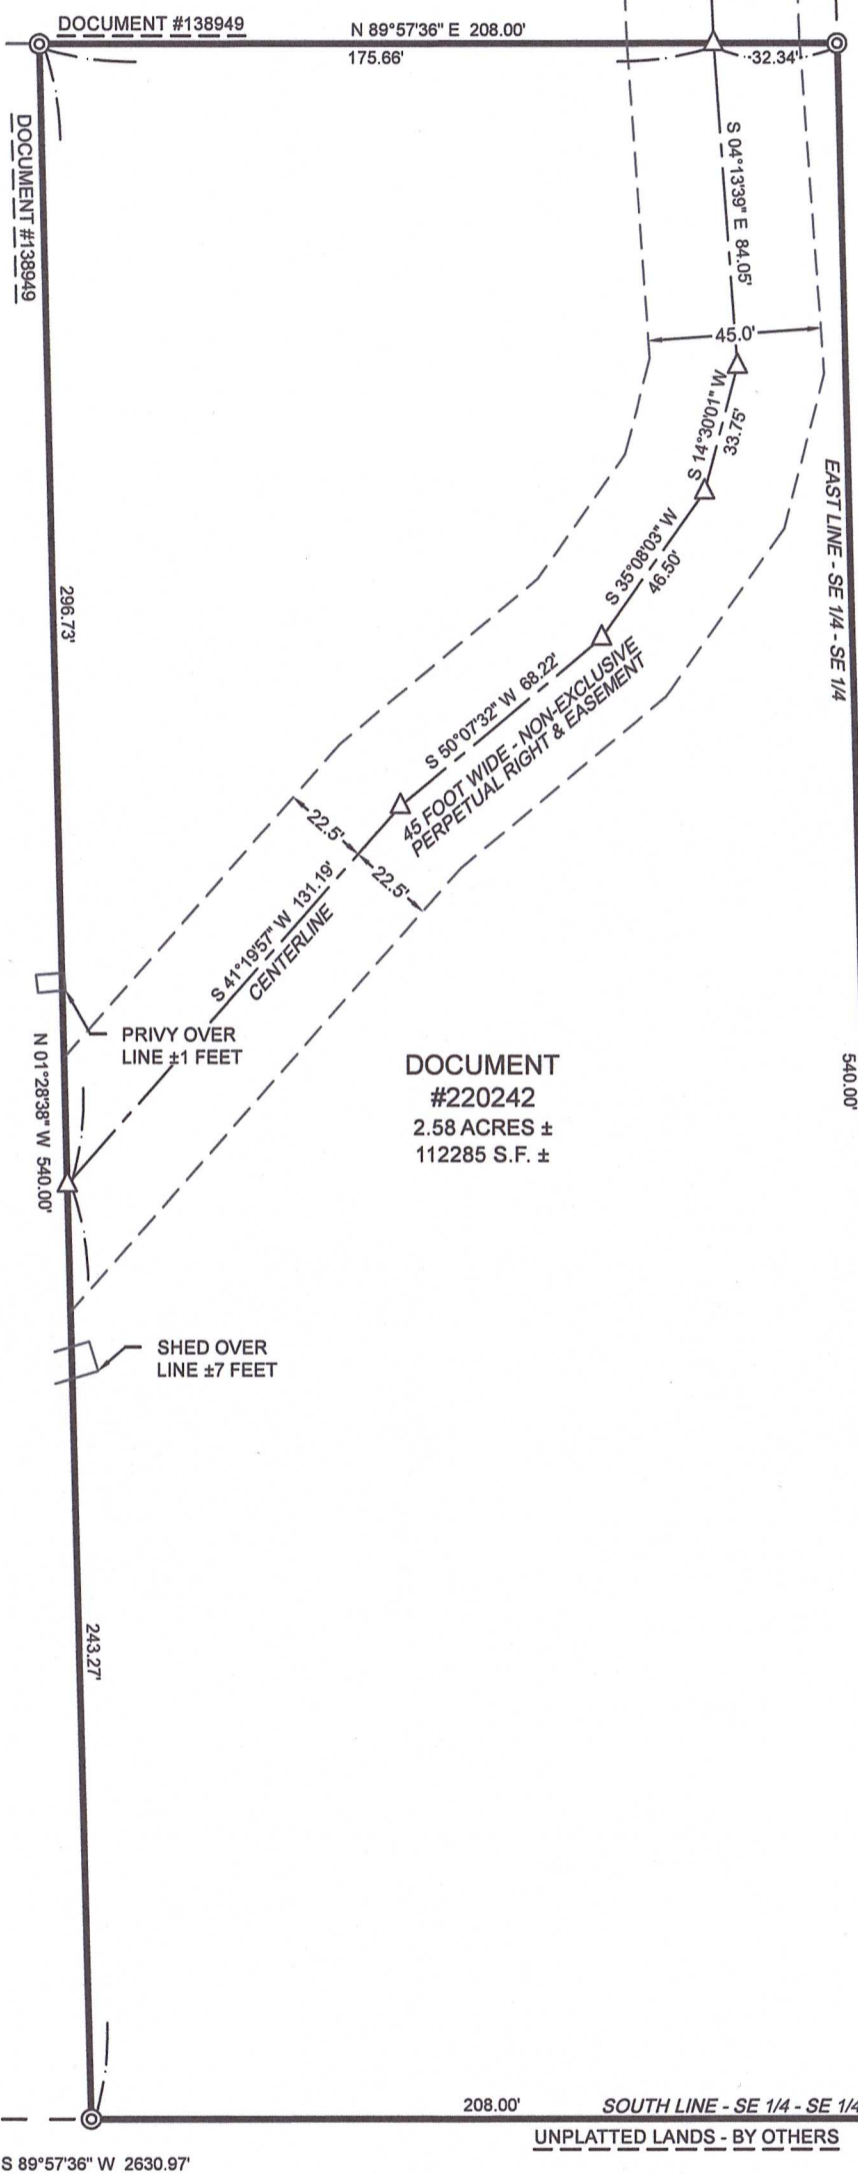 DOCUMENT #138949
N 89°57'36" E 208.00'
175.66'
32.34'
DOCUMENT #138949
S 04°13'39" E 84.05'
45.0'
S 14°30'01" W
33.75'
EAST LINE - SE 1/4 - SE 1/4
S 35°08'03" W
46.50'
296.73'
S 50°07'32" W 68.22'
45 FOOT WIDE - NON-EXCLUSIVE
PERPETUAL RIGHT & EASEMENT
22.5'
22.5'
S 41°19'57" W 131.19'
CENTERLINE
PRIVY OVER
LINE ±1 FEET
N 01°28'38" W 540.00'
DOCUMENT
#220242
2.58 ACRES ±
112285 S.F. ±
540.00'
SHED OVER
LINE ±7 FEET
243.27'
208.00'
SOUTH LINE - SE 1/4 - SE 1/4
UNPLATTED LANDS - BY OTHERS
S 89°57'36" W 2630.97'